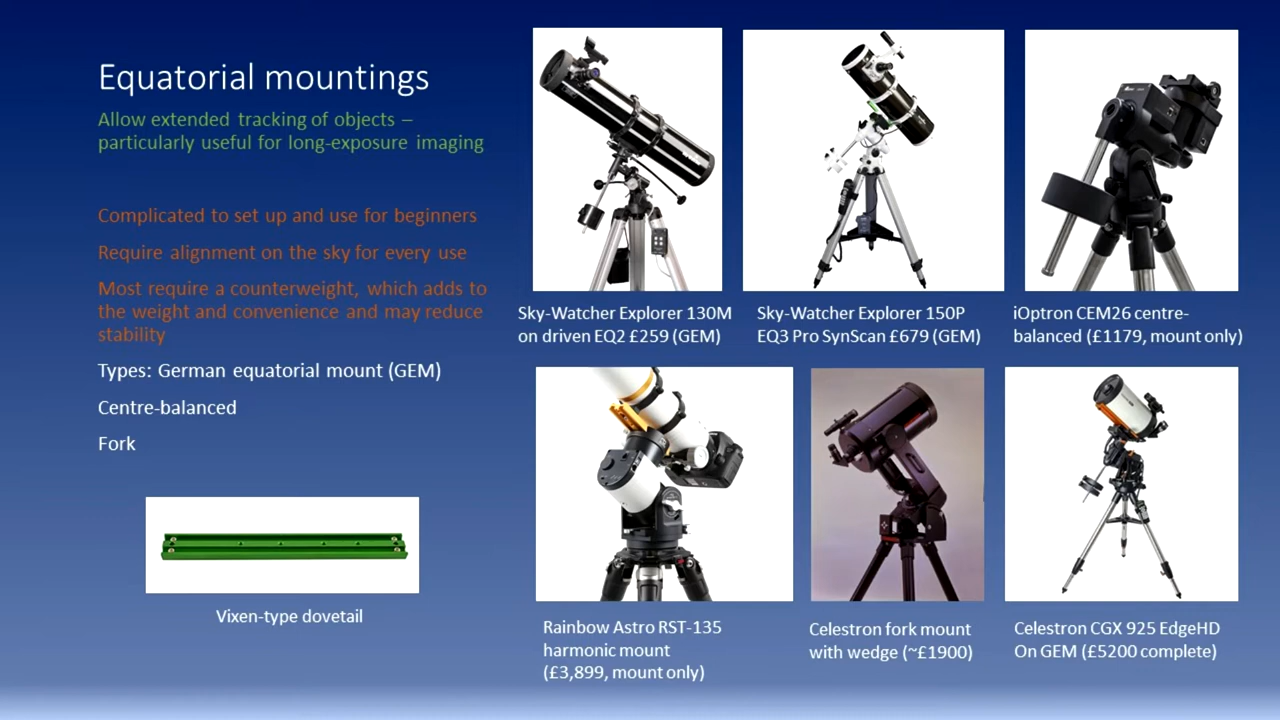 Equatorial mountings
Allow extended tracking of objects –
particularly useful for long-exposure imaging
Complicated to set up and use for beginners
Require alignment on the sky for every use
Most require a counterweight, which adds to
the weight and convenience and may reduce
stability
Types: German equatorial mount (GEM)
Centre-balanced
Fork
Vixen-type dovetail
Sky-Watcher Explorer 130M
on driven EQ2 £259 (GEM)
Sky-Watcher Explorer 150P
EQ3 Pro SynScan £679 (GEM)
iOptron CEM26 centre-
balanced (£1179, mount only)
Rainbow Astro RST-135
harmonic mount
(£3,899, mount only)
Celestron fork mount
with wedge (~£1900)
Celestron CGX 925 EdgeHD
On GEM (£5200 complete)